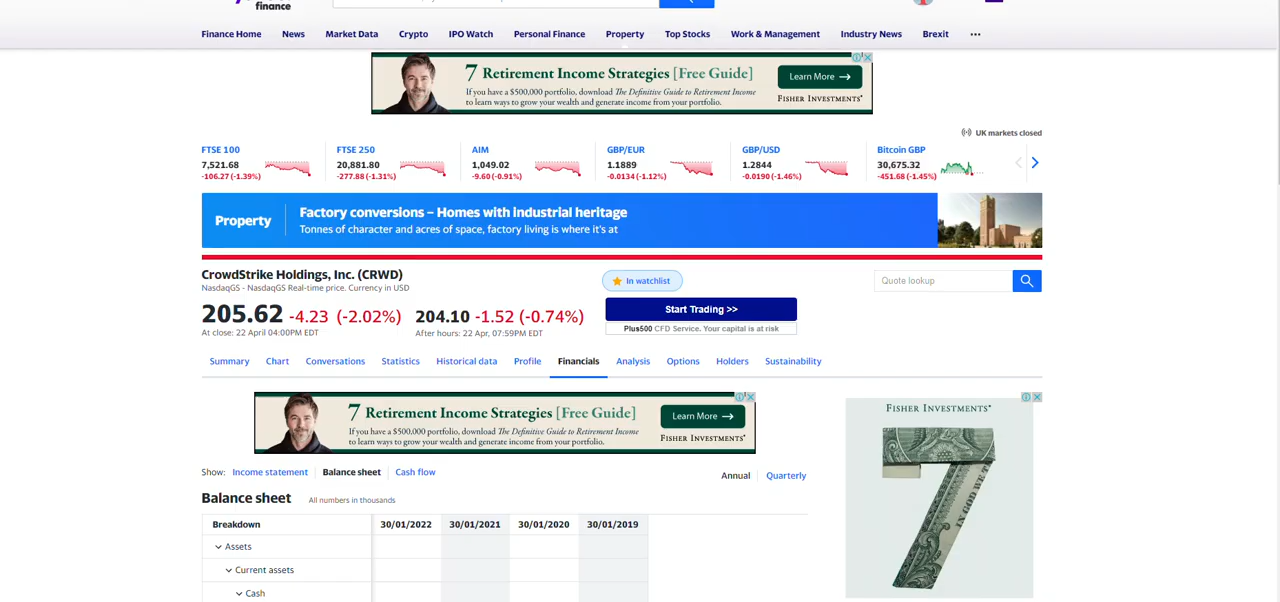 finance
Finance Home News Market Data Crypto IPO Watch Personal Finance Property Top Stocks Work & Management Industry News Brexit ...
7 Retirement Income Strategies [Free Guide]
If you have a $500,000 portfolio, download The Definitive Guide to Retirement Income
to learn ways to grow your wealth and generate income from your portfolio.
Learn More →
FISHER INVESTMENTS®
UK markets closed
FTSE 100 FTSE 250 AIM GBP/EUR GBP/USD Bitcoin GBP
7,521.68 20,881.80 1,049.02 1.1889 1.2844 30,675.32
-106.27 (-1.39%) -277.88 (-1.31%) -9.60 (-0.91%) -0.0134 (-1.12%) -0.0190 (-1.46%) -451.68 (-1.45%)
Property
Factory conversions – Homes with industrial heritage
Tonnes of character and acres of space, factory living is where it's at
CrowdStrike Holdings, Inc. (CRWD)
NasdaqGS - NasdaqGS Real-time price. Currency in USD
In watchlist
Quote lookup
205.62 -4.23 (-2.02%) 204.10 -1.52 (-0.74%)
At close: 22 April 04:00PM EDT After hours: 22 Apr, 07:59PM EDT
Start Trading >>
Plus500 CFD Service. Your capital is at risk
Summary Chart Conversations Statistics Historical data Profile Financials Analysis Options Holders Sustainability
7 Retirement Income Strategies [Free Guide]
If you have a $500,000 portfolio, download The Definitive Guide to Retirement Income
to learn ways to grow your wealth and generate income from your portfolio.
Learn More →
FISHER INVESTMENTS®
FISHER INVESTMENTS®
Show: Income statement Balance sheet Cash flow
Annual Quarterly
Balance sheet All numbers in thousands
Breakdown 30/01/2022 30/01/2021 30/01/2020 30/01/2019
Assets
Current assets
Cash